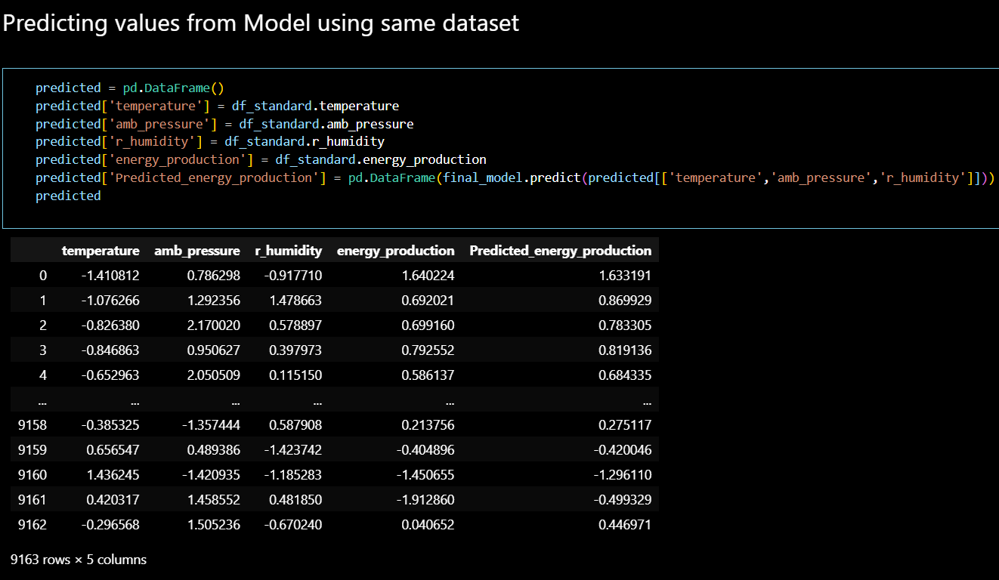 Predicting values from Model using same dataset
predicted = pd.DataFrame()
predicted['temperature'] = df_standard.temperature
predicted['amb_pressure'] = df_standard.amb_pressure
predicted['r_humidity'] = df_standard.r_humidity
predicted['energy_production'] = df_standard.energy_production
predicted['Predicted_energy_production'] = pd.DataFrame(final_model.predict(predicted[['temperature','amb_pressure','r_humidity']]))
predicted
temperature amb_pressure r_humidity energy_production Predicted_energy_production
0 -1.410812 0.786298 -0.917710 1.640224 1.633191
1 -1.076266 1.292356 1.478663 0.692021 0.869929
2 -0.826380 2.170020 0.578897 0.699160 0.783305
3 -0.846863 0.950627 0.397973 0.792552 0.819136
4 -0.652963 2.050509 0.115150 0.586137 0.684335
... ... ... ... ... ...
9158 -0.385325 -1.357444 0.587908 0.213756 0.275117
9159 0.656547 0.489386 -1.423742 -0.404896 -0.420046
9160 1.436245 -1.420935 -1.185283 -1.450655 -1.296110
9161 0.420317 1.458552 0.481850 -1.912860 -0.499329
9162 -0.296568 1.505236 -0.670240 0.040652 0.446971
9163 rows × 5 columns